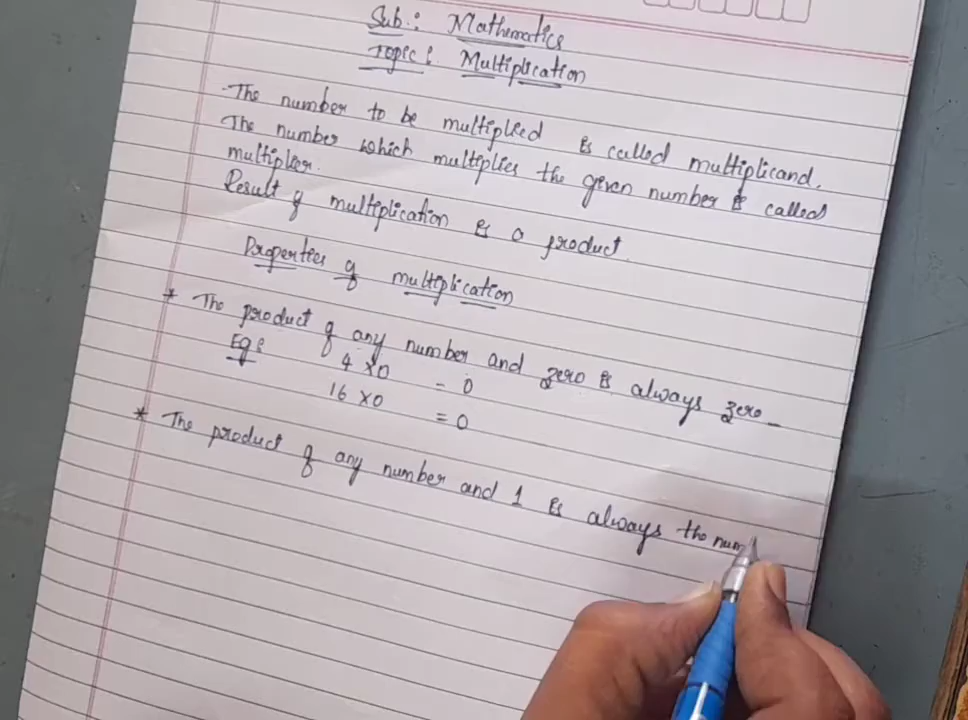 Sub: Mathematics
Topic: Multiplication
The number to be multiplied is called multiplicand.
The number which multiplies the given number is called
multiplier.
Result of multiplication is a product.
Properties of multiplication
* The product of any number and zero is always zero.
Eg: 4 x 0 = 0
16 x 0 = 0
* The product of any number and 1 is always the num